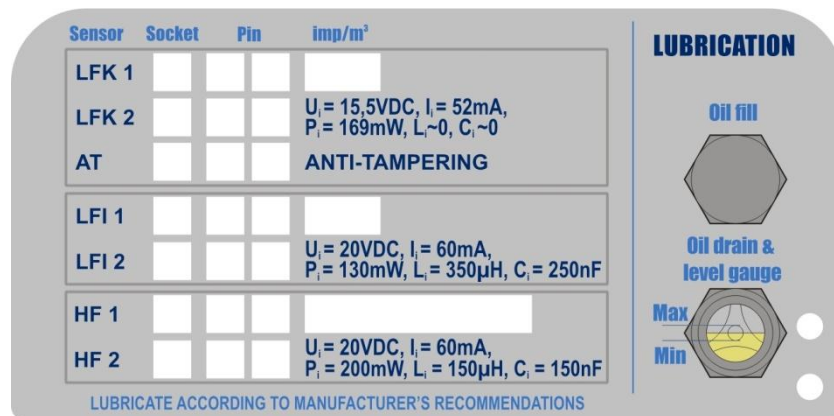 Sensor Socket Pin imp/m³
LFK 1
LFK 2 Uᵢ = 15,5VDC, Iᵢ = 52mA,
Pᵢ = 169mW, Lᵢ~0, Cᵢ~0
AT ANTI-TAMPERING
LFI 1
LFI 2 Uᵢ = 20VDC, Iᵢ = 60mA,
Pᵢ = 130mW, Lᵢ = 350µH, Cᵢ = 250nF
HF 1
HF 2 Uᵢ = 20VDC, Iᵢ = 60mA,
Pᵢ = 200mW, Lᵢ = 150µH, Cᵢ = 150nF
LUBRICATE ACCORDING TO MANUFACTURER'S RECOMMENDATIONS
LUBRICATION
Oil fill
Oil drain &
level gauge
Max
Min